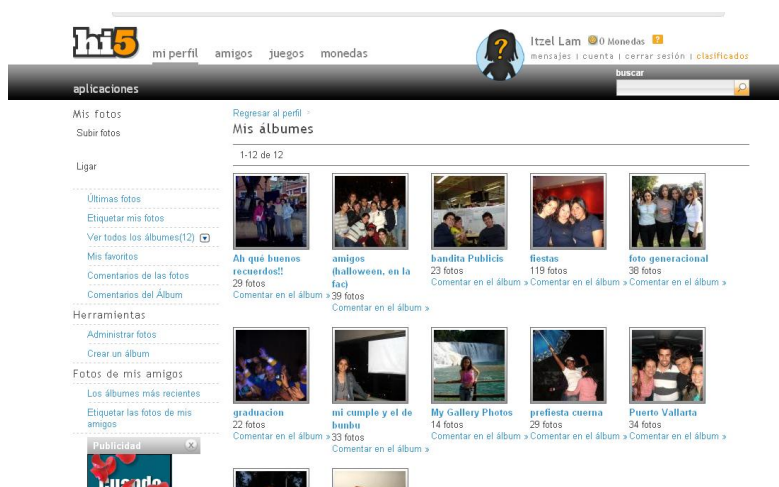 hi5
mi perfil amigos juegos monedas
Itzel Lam 0 Monedas ?
mensajes | cuenta | cerrar sesión | clasificados
buscar
aplicaciones
Mis fotos
Subir fotos
Ligar
Últimas fotos
Etiquetar mis fotos
Ver todos los álbumes(12)
Mis favoritos
Comentarios de las fotos
Comentarios del Álbum
Herramientas
Administrar fotos
Crear un álbum
Fotos de mis amigos
Los álbumes más recientes
Etiquetar las fotos de mis
amigos
Publicidad X
Cuando
Regresar al perfil
Mis álbumes
1-12 de 12
Ah qué buenos
recuerdos!!
29 fotos
Comentar en el álbum »
amigos
(halloween, en la
fac)
39 fotos
Comentar en el álbum »
bandita Publicis
23 fotos
Comentar en el álbum »
fiestas
119 fotos
Comentar en el álbum »
foto generacional
38 fotos
Comentar en el álbum »
graduacion
22 fotos
Comentar en el álbum »
mi cumple y el de
bunbu
33 fotos
Comentar en el álbum »
My Gallery Photos
14 fotos
Comentar en el álbum »
prefiesta cuerna
29 fotos
Comentar en el álbum »
Puerto Vallarta
34 fotos
Comentar en el álbum »